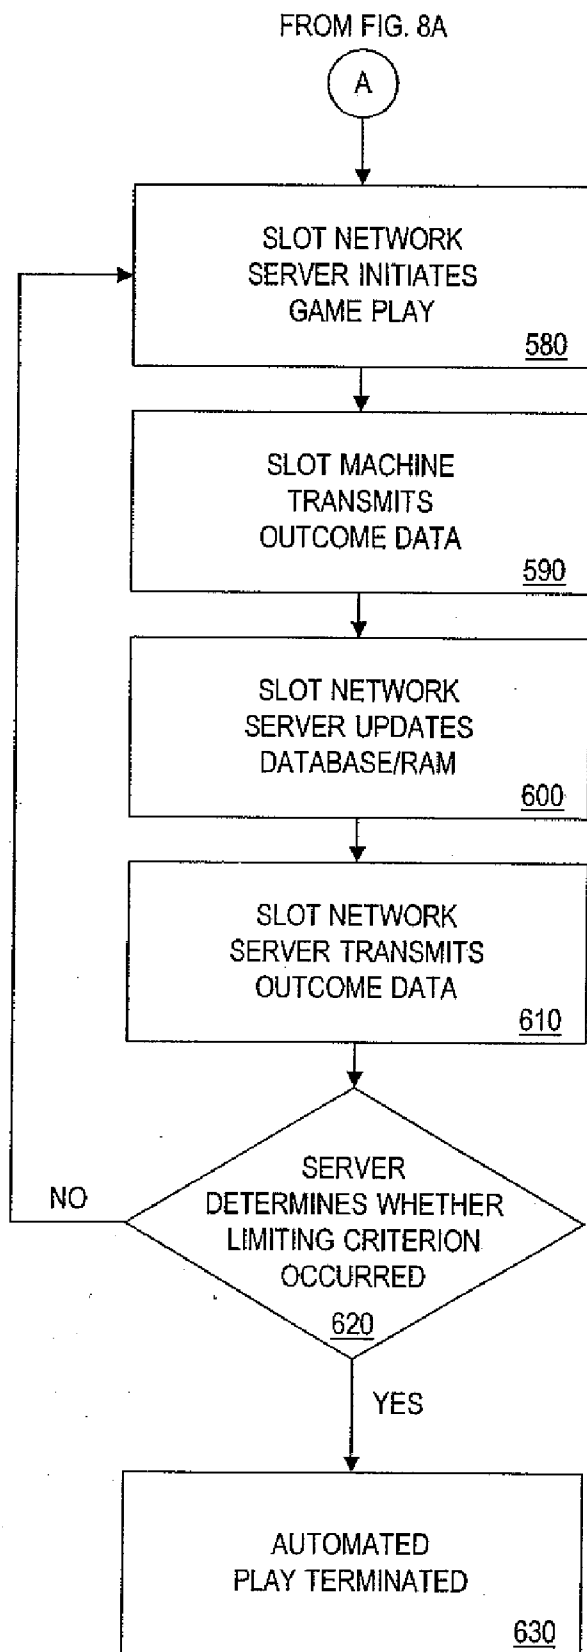 FROM FIG. 8A
A
SLOT NETWORK
SERVER INITIATES
GAME PLAY
580
SLOT MACHINE
TRANSMITS
OUTCOME DATA
590
SLOT NETWORK
SERVER UPDATES
DATABASE/RAM
600
SLOT NETWORK
SERVER TRANSMITS
OUTCOME DATA
610
SERVER
DETERMINES WHETHER
LIMITING CRITERION
OCCURRED
620
NO
YES
AUTOMATED
PLAY TERMINATED
630